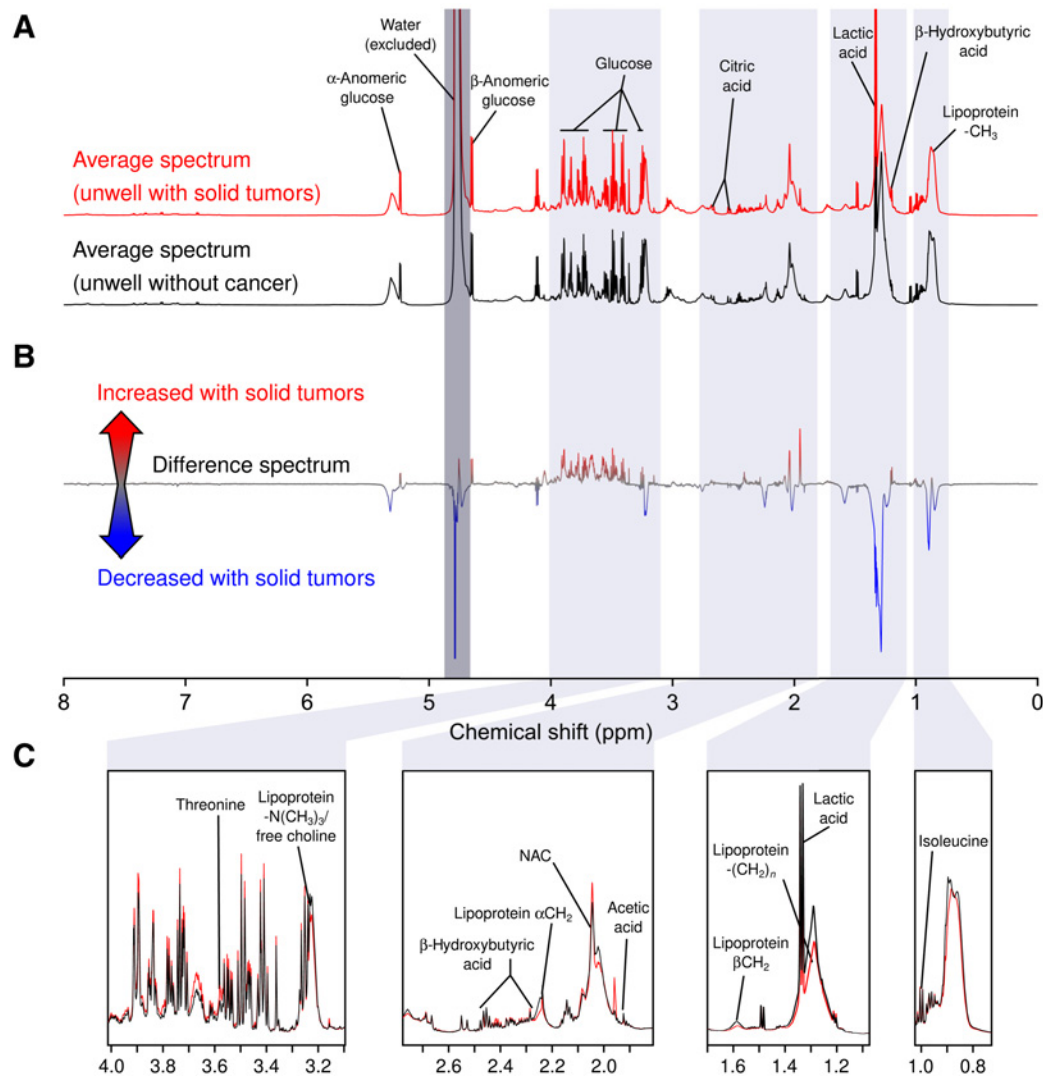 A
Water
(excluded)
α-Anomeric
glucose
β-Anomeric
glucose
Glucose
Citric
acid
Lactic
acid
β-Hydroxybutyric
acid
Lipoprotein
-CH₃
Average spectrum
(unwell with solid tumors)
Average spectrum
(unwell without cancer)
B
Increased with solid tumors
Difference spectrum
Decreased with solid tumors
8 7 6 5 4 3 2 1 0
Chemical shift (ppm)
C
Threonine
Lipoprotein
-N(CH₃)₃/
free choline
4.0 3.8 3.6 3.4 3.2
NAC
Lipoprotein αCH₂
β-Hydroxybutyric
acid
Acetic
acid
2.6 2.4 2.2 2.0
Lactic
acid
Lipoprotein
-(CH₂)ₙ
Lipoprotein
βCH₂
1.6 1.4 1.2
Isoleucine
1.0 0.8